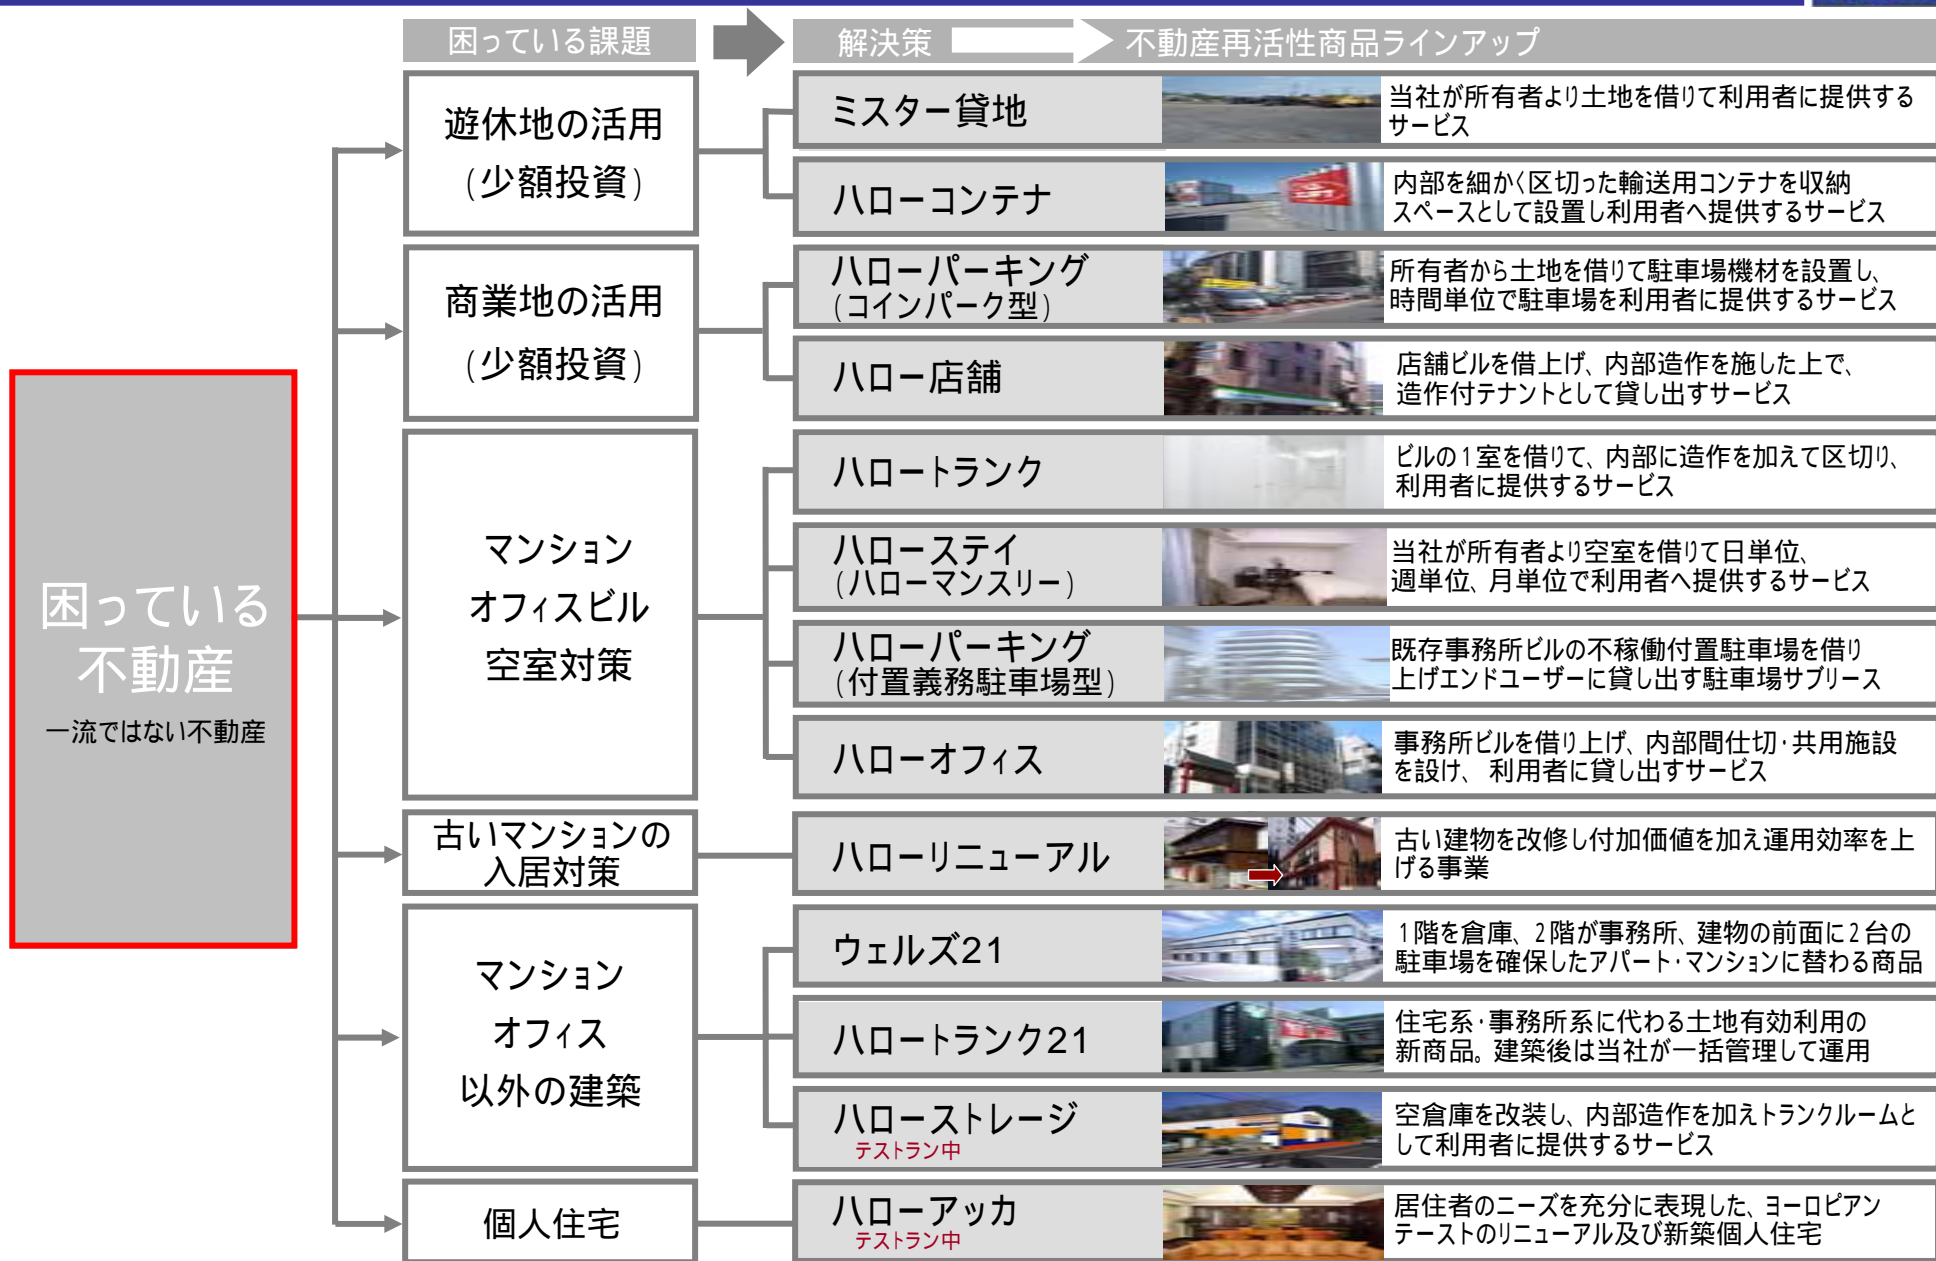 困っている課題
解決策
不動産再活性商品ラインアップ
困っている
不動産
一流ではない不動産
遊休地の活用
(少額投資)
ミスター貸地
当社が所有者より土地を借りて利用者に提供する
サービス
ハローコンテナ
内部を細かく区切った輸送用コンテナを収納
スペースとして設置し利用者へ提供するサービス
商業地の活用
(少額投資)
ハローパーキング
(コインパーク型)
所有者から土地を借りて駐車場機材を設置し、
時間単位で駐車場を利用者に提供するサービス
ハロー店舗
店舗ビルを借上げ、内部造作を施した上で、
造作付テナントとして貸し出すサービス
マンション
オフィスビル
空室対策
ハロートランク
ビルの1室を借りて、内部に造作を加えて区切り、
利用者に提供するサービス
ハローステイ
(ハローマンスリー)
当社が所有者より空室を借りて日単位、
週単位、月単位で利用者へ提供するサービス
ハローパーキング
(付置義務駐車場型)
既存事務所ビルの不稼働付置駐車場を借り
上げエンドユーザーに貸し出す駐車場サブリース
ハローオフィス
事務所ビルを借り上げ、内部間仕切・共用施設
を設け、 利用者に貸し出すサービス
古いマンションの
入居対策
ハローリニューアル
古い建物を改修し付加価値を加え運用効率を上
げる事業
マンション
オフィス
以外の建築
ウェルズ21
1階を倉庫、2階が事務所、建物の前面に2台の
駐車場を確保したアパート・マンションに替わる商品
ハロートランク21
住宅系・事務所系に代わる土地有効利用の
新商品。建築後は当社が一括管理して運用
ハローストレージ
テストラン中
空倉庫を改装し、内部造作を加えトランクルームと
して利用者に提供するサービス
個人住宅
ハローアッカ
テストラン中
居住者のニーズを充分に表現した、ヨーロピアン
テーストのリニューアル及び新築個人住宅